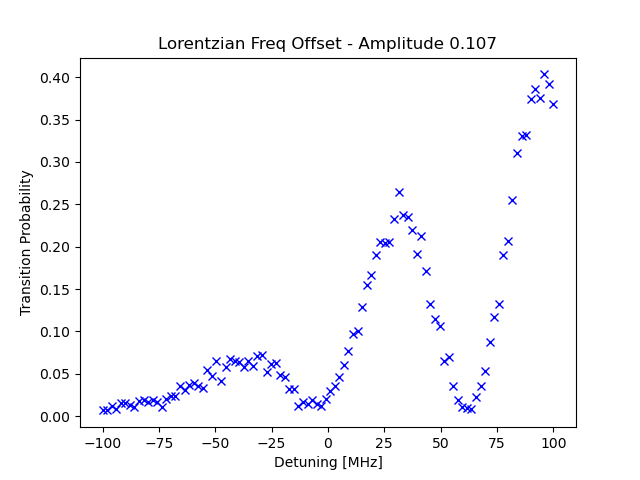 Lorentzian Freq Offset - Amplitude 0.107
0.40
0.35
0.30
0.25
0.20
0.15
0.10
0.05
0.00
Transition Probability
−100 −75 −50 −25 0 25 50 75 100
Detuning [MHz]